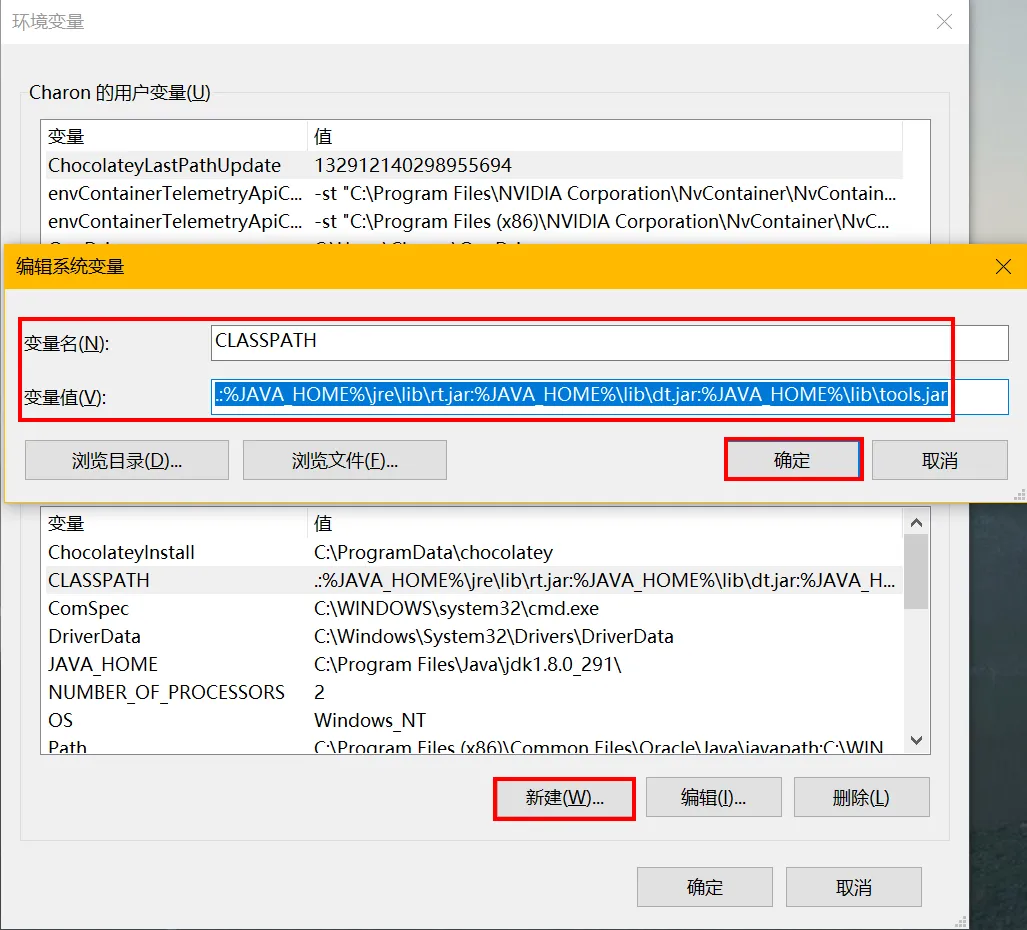 环境变量
Charon 的用户变量(U)
变量 值
ChocolateyLastPathUpdate 132912140298955694
envContainerTelemetryApiC... -st "C:\Program Files\NVIDIA Corporation\NvContainer\NvContain...
envContainerTelemetryApiC... -st "C:\Program Files (x86)\NVIDIA Corporation\NvContainer\NvC...
编辑系统变量
变量名(N): CLASSPATH
变量值(V): .:%JAVA_HOME%\jre\lib\rt.jar:%JAVA_HOME%\lib\dt.jar:%JAVA_HOME%\lib\tools.jar
浏览目录(D)... 浏览文件(F)... 确定 取消
变量 值
ChocolateyInstall C:\ProgramData\chocolatey
CLASSPATH .:%JAVA_HOME%\jre\lib\rt.jar:%JAVA_HOME%\lib\dt.jar:%JAVA_H...
ComSpec C:\WINDOWS\system32\cmd.exe
DriverData C:\Windows\System32\Drivers\DriverData
JAVA_HOME C:\Program Files\Java\jdk1.8.0_291\
NUMBER_OF_PROCESSORS 2
OS Windows_NT
Path C:\Program Files (x86)\Common Files\Oracle\Java\javapath;C:\WIN
新建(W)... 编辑(I)... 删除(L)
确定 取消